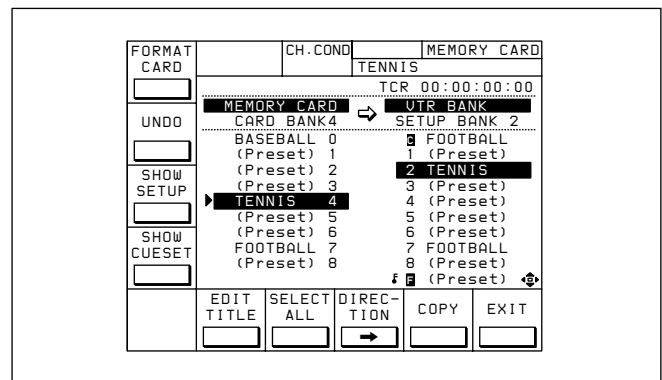 FORMAT CARD
CH.COND
MEMORY CARD
TENNIS
TCR 00:00:00:00
UNDO
MEMORY CARD ⇨ VTR BANK
CARD BANK4 SETUP BANK 2
BASEBALL 0 C FOOTBALL
(Preset) 1 1 (Preset)
(Preset) 2 2 TENNIS
(Preset) 3 3 (Preset)
TENNIS 4 4 (Preset)
(Preset) 5 5 (Preset)
(Preset) 6 6 (Preset)
FOOTBALL 7 7 FOOTBALL
(Preset) 8 8 (Preset)
F (Preset)
SHOW SETUP
SHOW CUESET
EDIT TITLE
SELECT ALL
DIREC-
TION
➡
COPY
EXIT